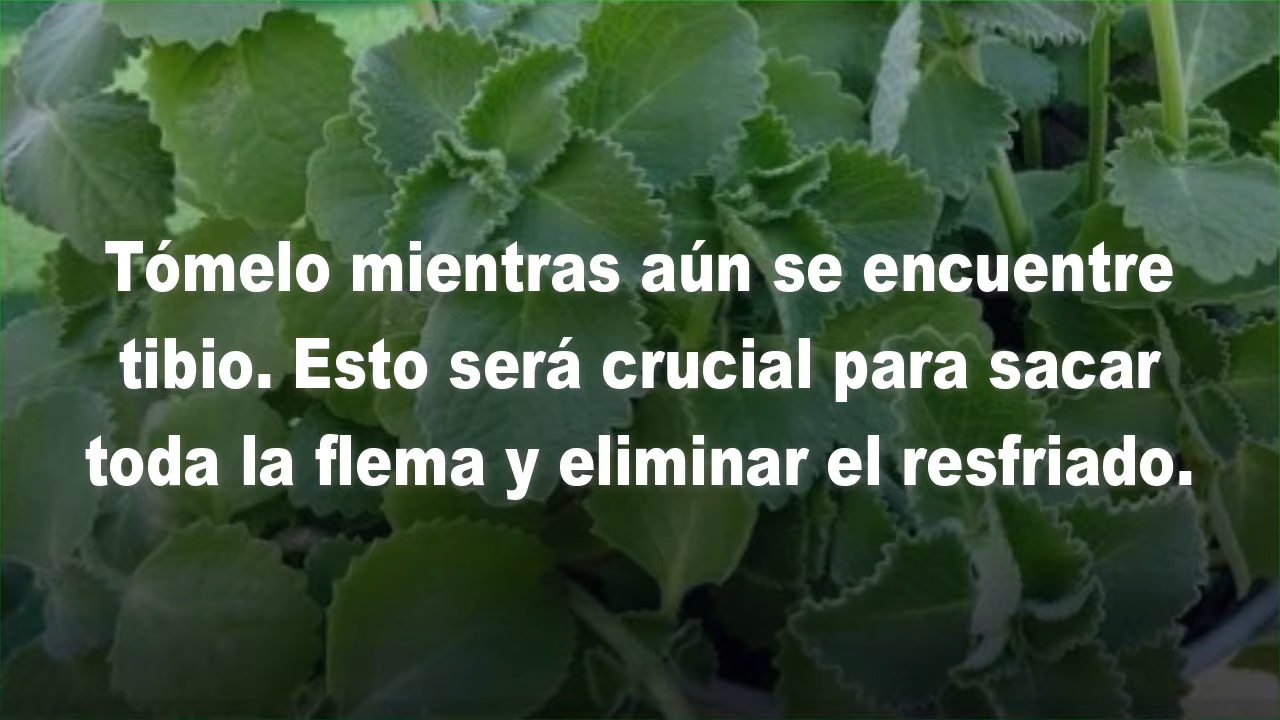 Tómelo mientras aún se encuentre
tibio. Esto será crucial para sacar
toda la flema y eliminar el resfriado.